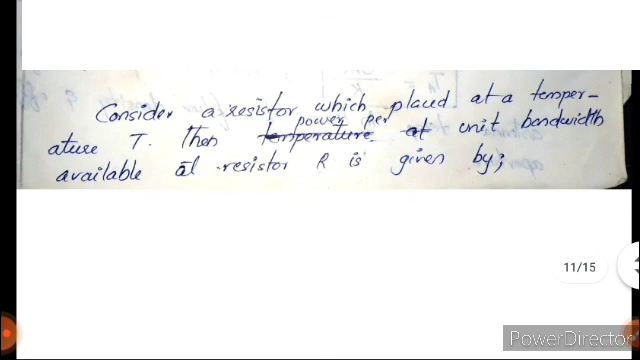 Consider a resistor which placed at a temper-
ature T. Then power per unit bandwidth
available at resistor R is given by;
11/15
PowerDirector